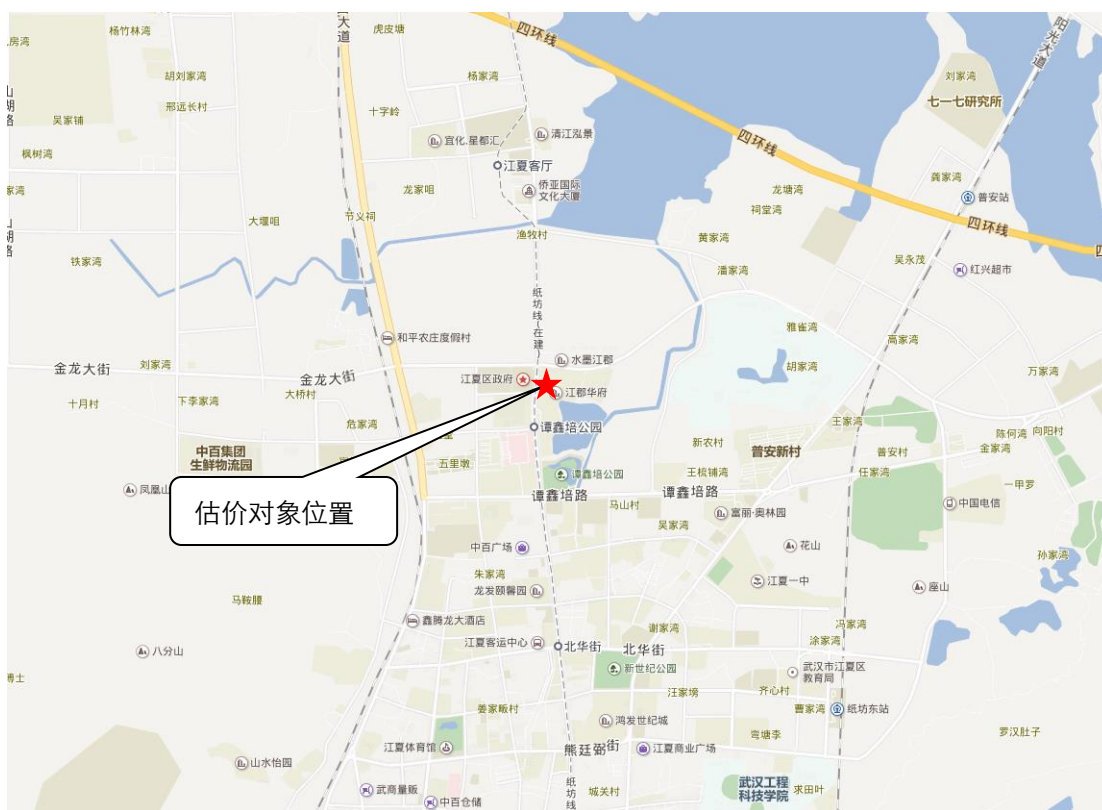 杨竹林湾
大道
虎皮塘
四环线
阳光大道
房湾
胡刘家湾
杨家湾
刘家湾
七一七研究所
邢远长村
十字岭
山湖路
吴家铺
宜化.星都汇
清江泓景
四环线
枫树湾
江夏客厅
龚家湾
家湾
龙家咀
侨亚国际
文化大厦
龙塘湾
普安站
祠堂湾
山湖路
大堰咀
节义祠
四环线
渔牧村
黄家湾
铁家湾
潘家湾
吴永茂
红兴超市
纸坊线(在建)
雅雀湾
和平农庄度假村
高家湾
金龙大街
刘家湾
水墨江郡
胡家湾
万家湾
金龙大街
江夏区政府
江郡华府
十月村
下李家湾
大桥村
危家湾
谭鑫培公园
王家湾
陈何湾
向阳村
中百集团
生鲜物流园
新农村
普安新村
普安村
金家湾
五里墩
谭鑫培公园
王梳铺湾
任家湾
一甲罗
凤凰山
谭鑫培路
谭鑫培路
马山村
中国电信
估价对象位置
富丽·奥林园
吴家湾
中百广场
花山
孙家湾
朱家湾
龙发颐馨园
江夏一中
座山
马鞍腰
鑫腾龙大酒店
谢家湾
冯家湾
江夏客运中心
北华街
北华街
涂家湾
八分山
新世纪公园
武汉市江夏区
教育局
博士
汪家塝
齐心村
姜家畈村
曹家湾
纸坊东站
鸿发世纪城
罗汉肚子
江夏体育馆
熊廷弼街
江夏商业广场
弯塘李
山水怡园
纸坊线
武汉工程
科技学院
武商量贩
城关村
求田叶
中百仓储